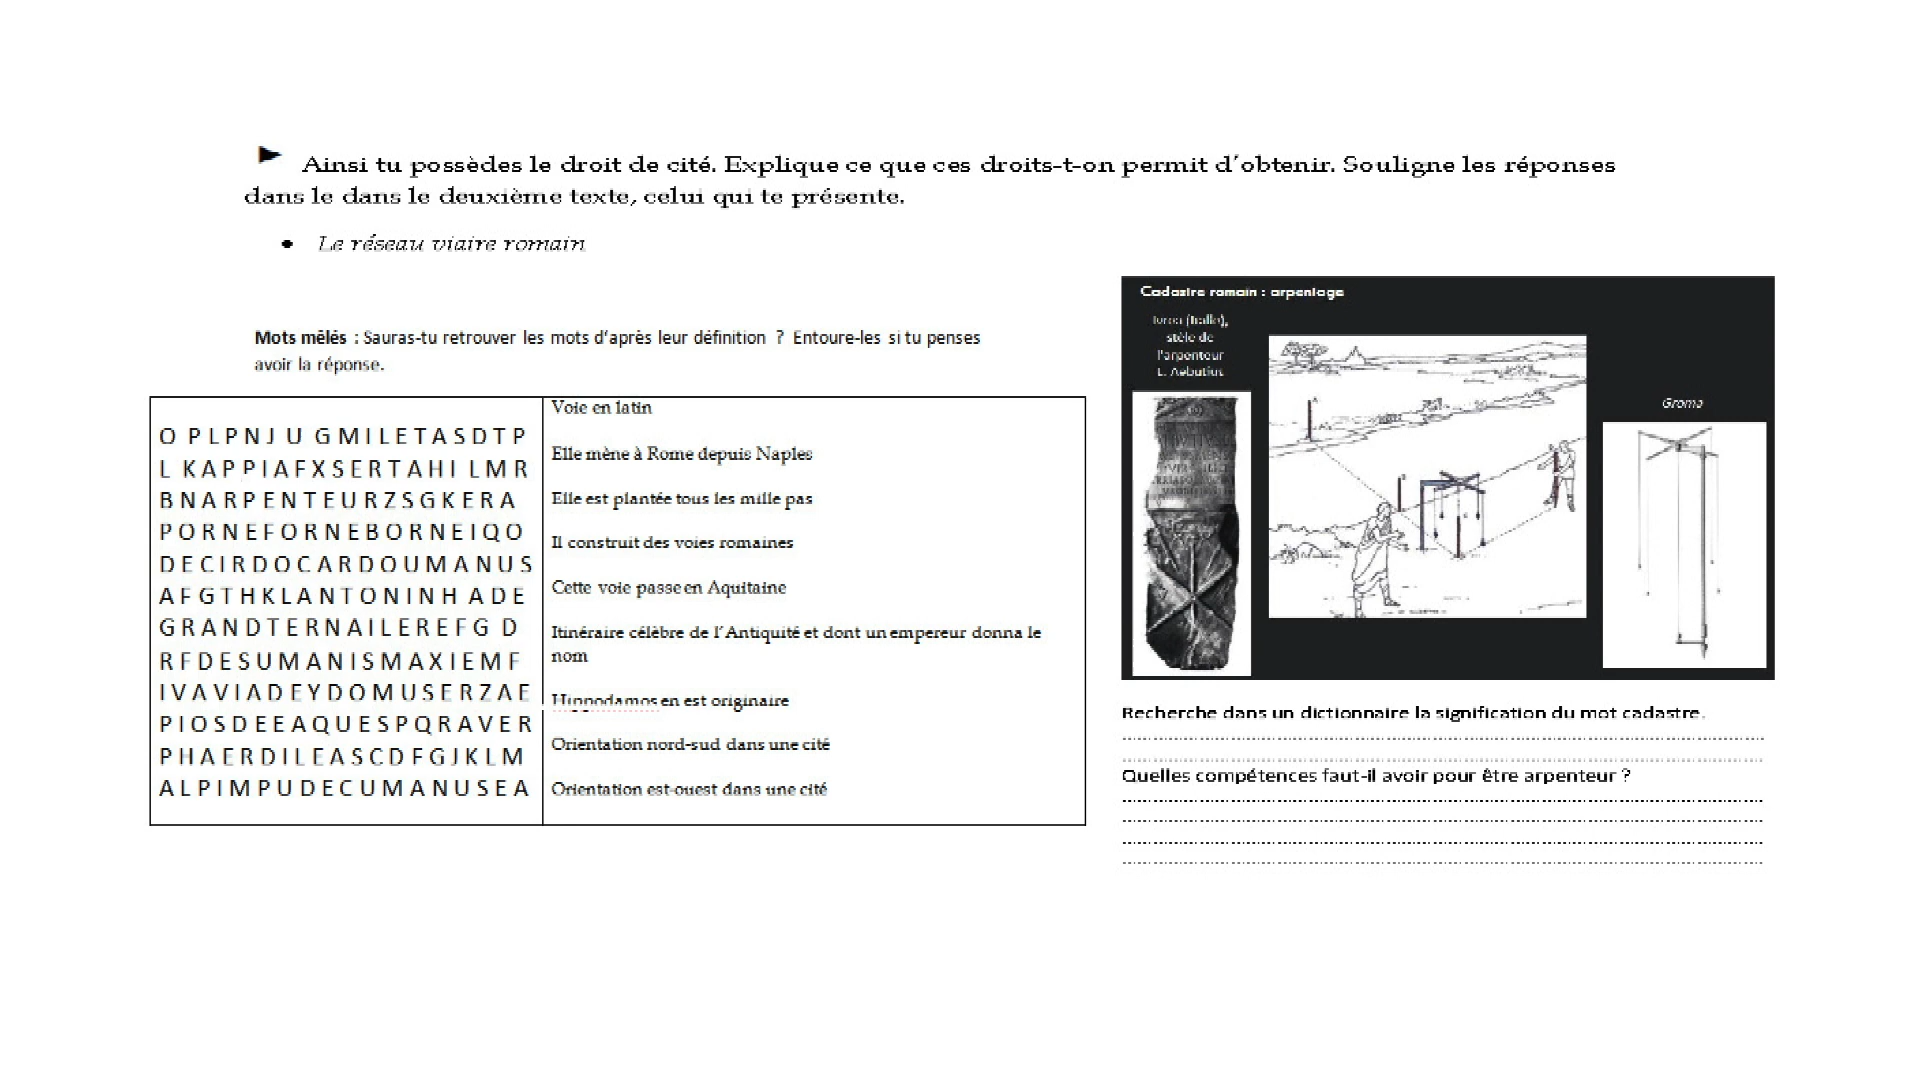 ► Ainsi tu possèdes le droit de cité. Explique ce que ces droits-t-on permit d'obtenir. Souligne les réponses
dans le dans le deuxième texte, celui qui te présente.
• Le réseau viaire romain
Mots mêlés : Sauras-tu retrouver les mots d'après leur définition ? Entoure-les si tu penses
avoir la réponse.
O P L P N J U G M I L E T A S D T P
L K A P P I A F X S E R T A H I L M R
B N A R P E N T E U R Z S G K E R A
P O R N E F O R N E B O R N E I Q O
D E C I R D O C A R D O U M A N U S
A F G T H K L A N T O N I N H A D E
G R A N D T E R N A I L E R E F G D
R F D E S U M A N I S M A X I E M F
I V A V I A D E Y D O M U S E R Z A E
P I O S D E E A Q U E S P Q R A V E R
P H A E R D I L E A S C D F G J K L M
A L P I M P U D E C U M A N U S E A
Voie en latin
Elle mène à Rome depuis Naples
Elle est plantée tous les mille pas
Il construit des voies romaines
Cette voie passe en Aquitaine
Itinéraire célèbre de l'Antiquité et dont un empereur donna le
nom
Hippodamos en est originaire
Orientation nord-sud dans une cité
Orientation est-ouest dans une cité
Cadastre romain : arpentage
stèle de
l'arpenteur
L. Aebutius
Groma
Recherche dans un dictionnaire la signification du mot cadastre.
Quelles compétences faut-il avoir pour être arpenteur ?